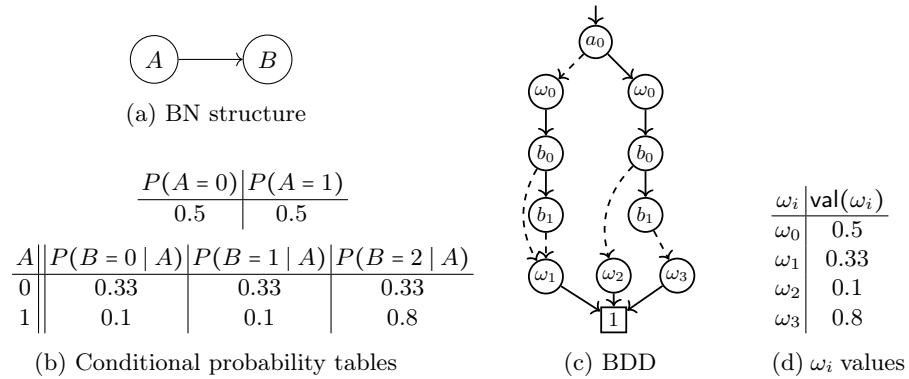 A B
(a) BN structure
P(A = 0) P(A = 1)
0.5 0.5
A P(B = 0 | A) P(B = 1 | A) P(B = 2 | A)
0 0.33 0.33 0.33
1 0.1 0.1 0.8
(b) Conditional probability tables
a₀
ω₀ ω₀
b₀ b₀
b₁ b₁
ω₁ ω₂ ω₃
1
(c) BDD
ωᵢ val(ωᵢ)
ω₀ 0.5
ω₁ 0.33
ω₂ 0.1
ω₃ 0.8
(d) ωᵢ values